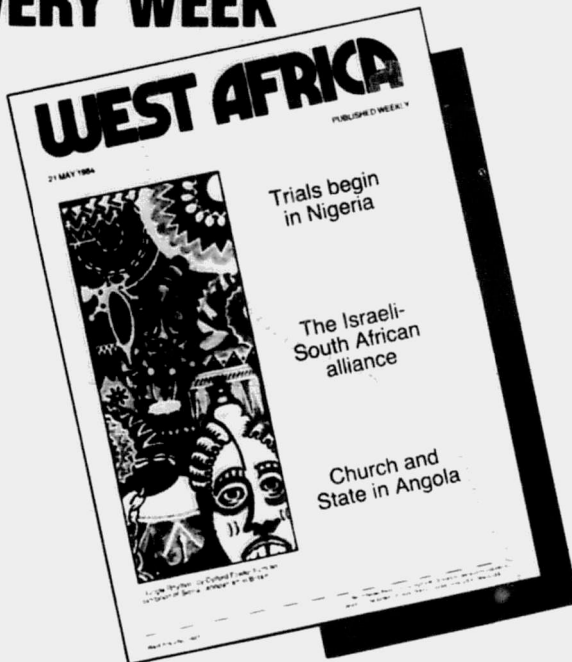 VERY WEEK
WEST AFRICA
PUBLISHED WEEKLY
21 MAY 1984
Trials begin
in Nigeria
The Israeli-
South African
alliance
Church and
State in Angola